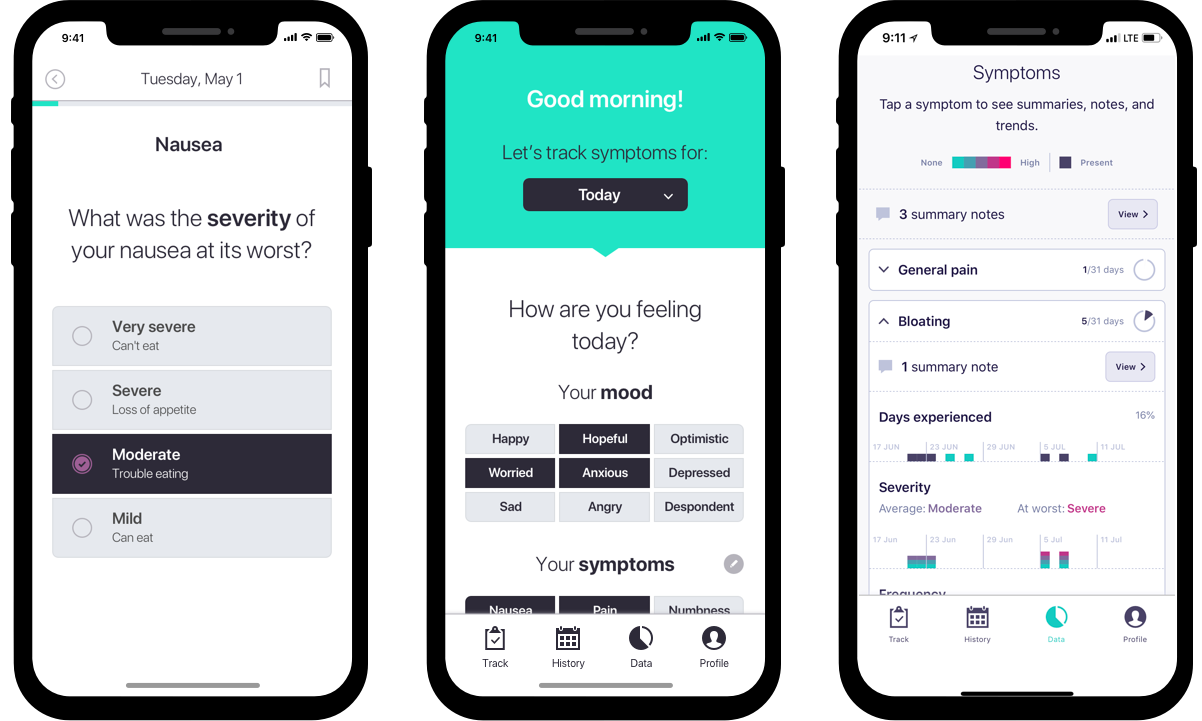 9:41
Tuesday, May 1
Nausea
What was the severity of
your nausea at its worst?
Very severe
Can't eat
Severe
Loss of appetite
Moderate
Trouble eating
Mild
Can eat
9:41
Good morning!
Let's track symptoms for:
Today
How are you feeling
today?
Your mood
Happy Hopeful Optimistic
Worried Anxious Depressed
Sad Angry Despondent
Your symptoms
Nausea Pain Numbness
Track History Data Profile
9:11 LTE
Symptoms
Tap a symptom to see summaries, notes, and
trends.
None High Present
3 summary notes View
General pain 1/31 days
Bloating 5/31 days
1 summary note View
Days experienced 16%
17 JUN 23 JUN 29 JUN 5 JUL 11 JUL
Severity
Average: Moderate At worst: Severe
17 Jun 23 Jun 29 Jun 5 Jul 11 Jul
Frequency
Track History Data Profile